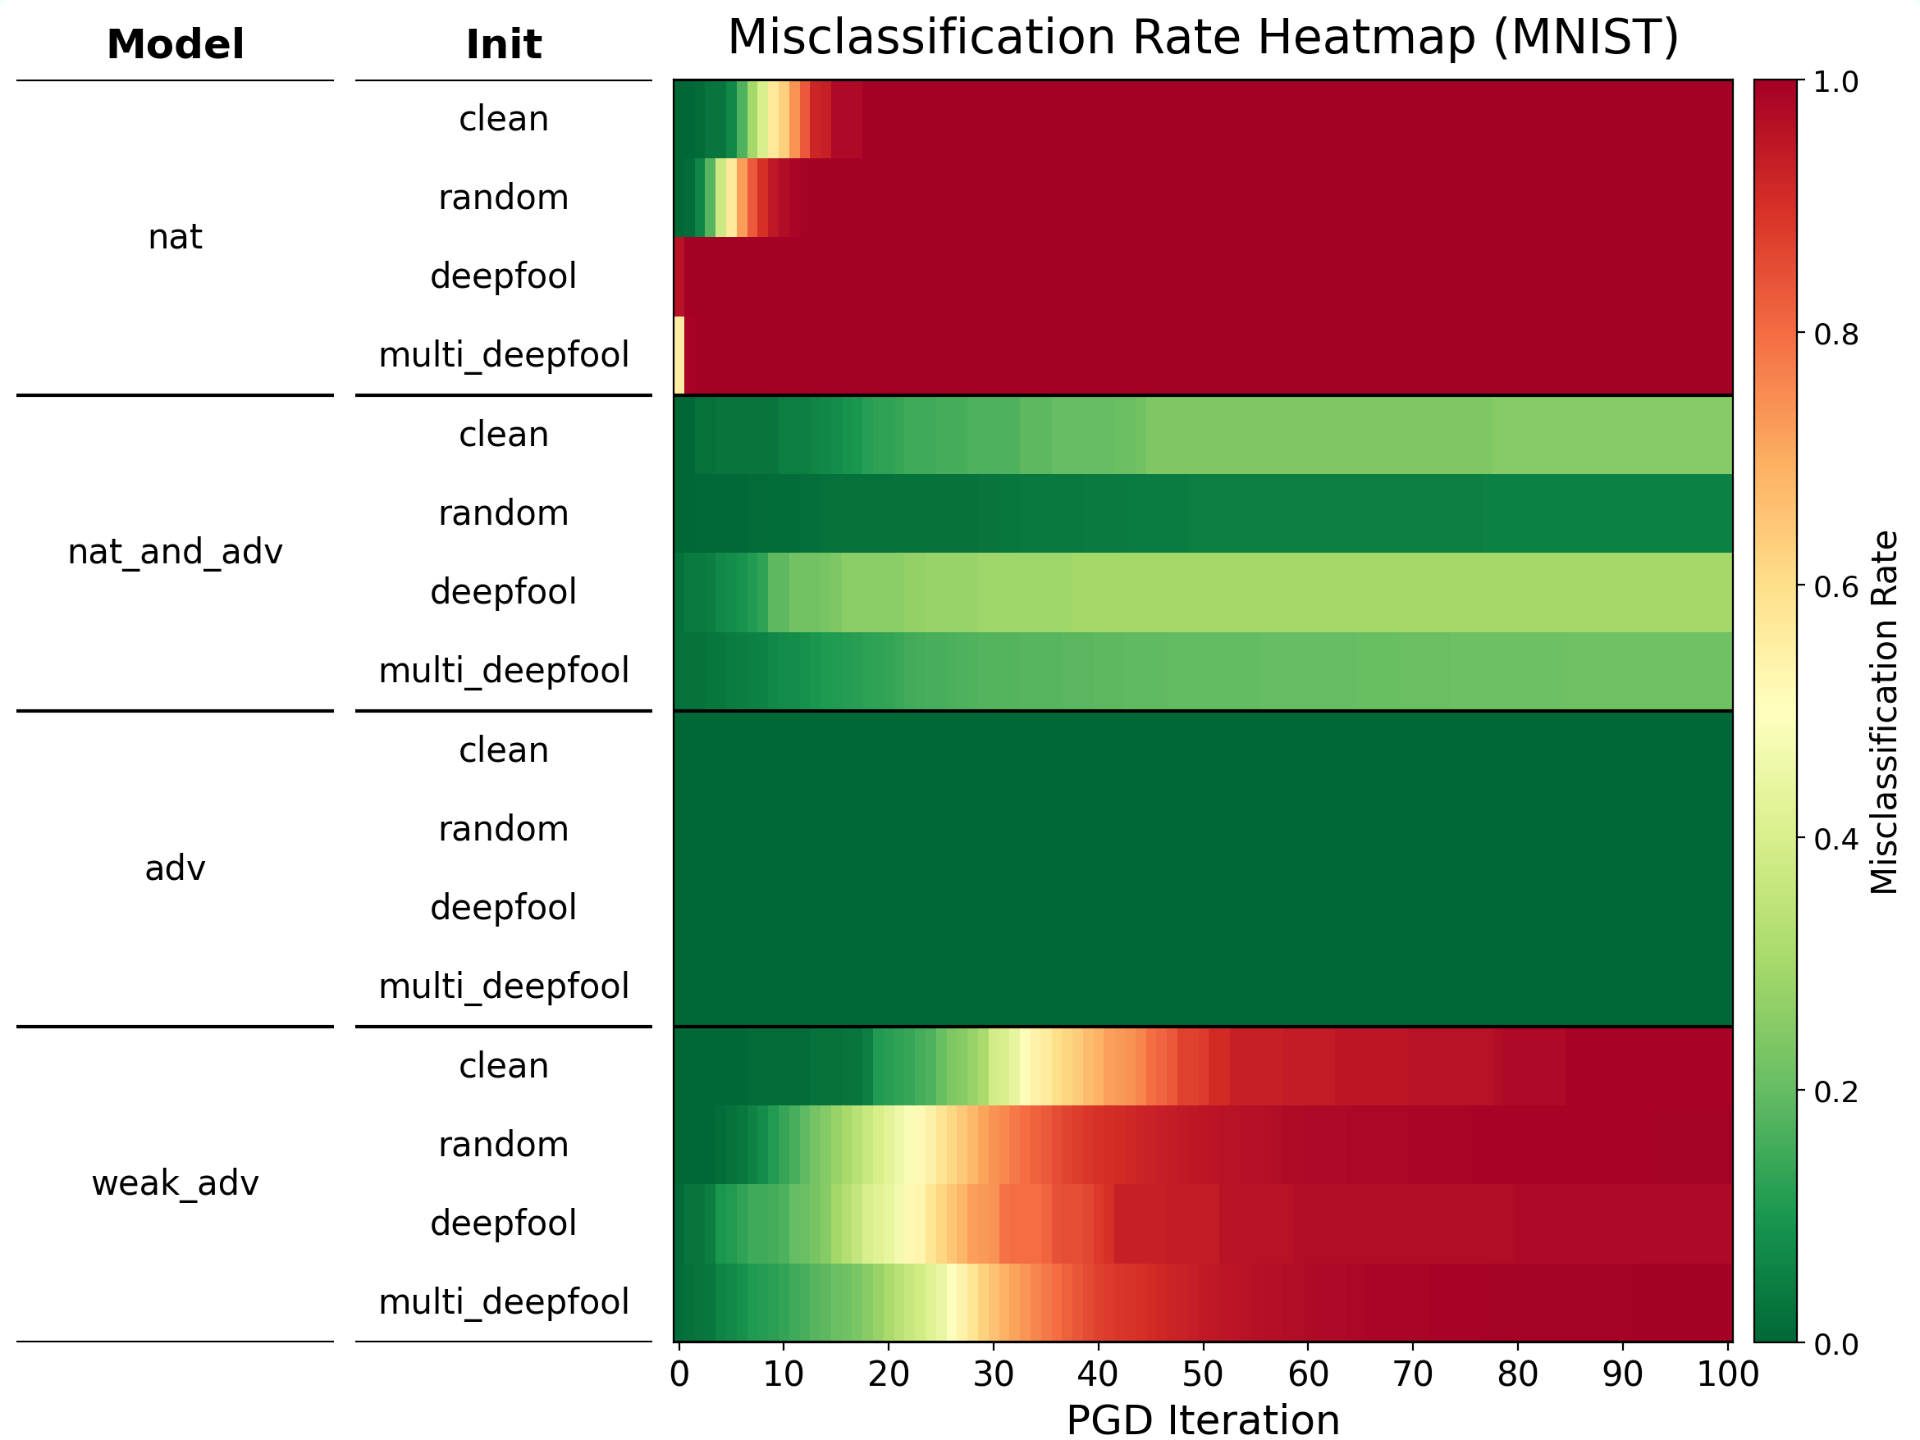 Model Init Misclassification Rate Heatmap (MNIST)
nat
clean
random
deepfool
multi_deepfool
nat_and_adv
clean
random
deepfool
multi_deepfool
adv
clean
random
deepfool
multi_deepfool
weak_adv
clean
random
deepfool
multi_deepfool
0 10 20 30 40 50 60 70 80 90 100
PGD Iteration
1.0
0.8
0.6
0.4
0.2
0.0
Misclassification Rate